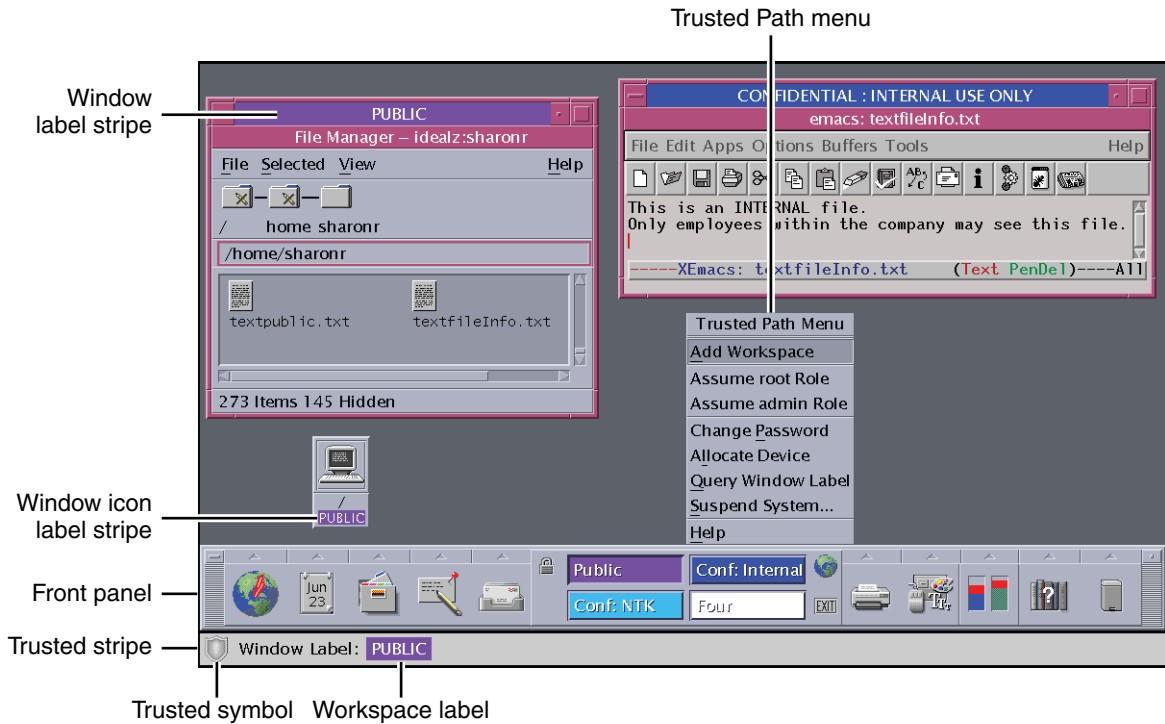 Trusted Path menu
Window
label stripe
PUBLIC
File Manager – idealz:sharonr
File Selected View Help
/ home sharonr
/home/sharonr
textpublic.txt textfileInfo.txt
273 Items 145 Hidden
CONFIDENTIAL : INTERNAL USE ONLY
emacs: textfileInfo.txt
File Edit Apps Options Buffers Tools Help
This is an INTERNAL file.
Only employees within the company may see this file.
-----XEmacs: textfileInfo.txt (Text PenDel)----All
Trusted Path Menu
Add Workspace
Assume root Role
Assume admin Role
Change Password
Allocate Device
Query Window Label
Suspend System...
Help
Window icon
label stripe
/
PUBLIC
Front panel
Jun
23
Public
Conf: Internal
Conf: NTK
Four
EXIT
Trusted stripe
Window Label: PUBLIC
Trusted symbol
Workspace label